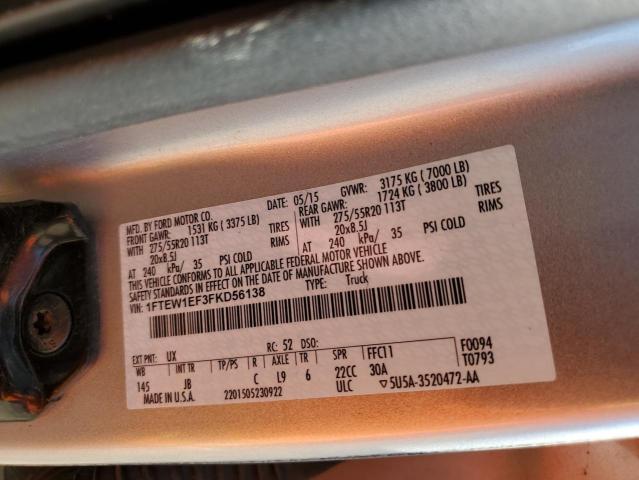 MFD. BY FORD MOTOR CO. DATE: 05/15 GVWR: 3175 KG ( 7000 LB)
FRONT GAWR: 1531 KG ( 3375 LB) REAR GAWR: 1724 KG ( 3800 LB)
WITH 275/55R20 113T TIRES WITH 275/55R20 113T TIRES
20x8.5J RIMS 20x8.5J RIMS
AT 240 kPa/ 35 PSI COLD AT 240 kPa/ 35 PSI COLD
THIS VEHICLE CONFORMS TO ALL APPLICABLE FEDERAL MOTOR VEHICLE
SAFETY STANDARDS IN EFFECT ON THE DATE OF MANUFACTURE SHOWN ABOVE.
VIN: 1FTEW1EF3FKD56138 TYPE: Truck
F0094
T0793
EXT PNT: UX RC: 52 DSO: FFC11
WB INT TR TP/PS R AXLE TR SPR
145 JB C L9 6 22CC 30A
MADE IN U.S.A. 2201505230922 ULC ▽5U5A-3520472-AA